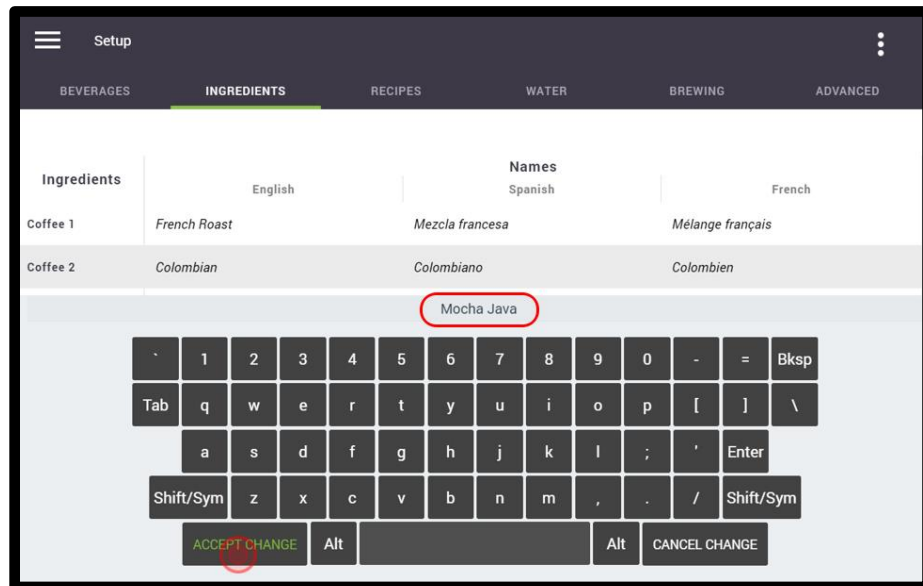 Setup
BEVERAGES INGREDIENTS RECIPES WATER BREWING ADVANCED
Names
Ingredients English Spanish French
Coffee 1 French Roast Mezcla francesa Mélange français
Coffee 2 Colombian Colombiano Colombien
Mocha Java
` 1 2 3 4 5 6 7 8 9 0 - = Bksp
Tab q w e r t y u i o p [ ] \
a s d f g h j k l ; ' Enter
Shift/Sym z x c v b n m , . / Shift/Sym
ACCEPT CHANGE Alt Alt CANCEL CHANGE